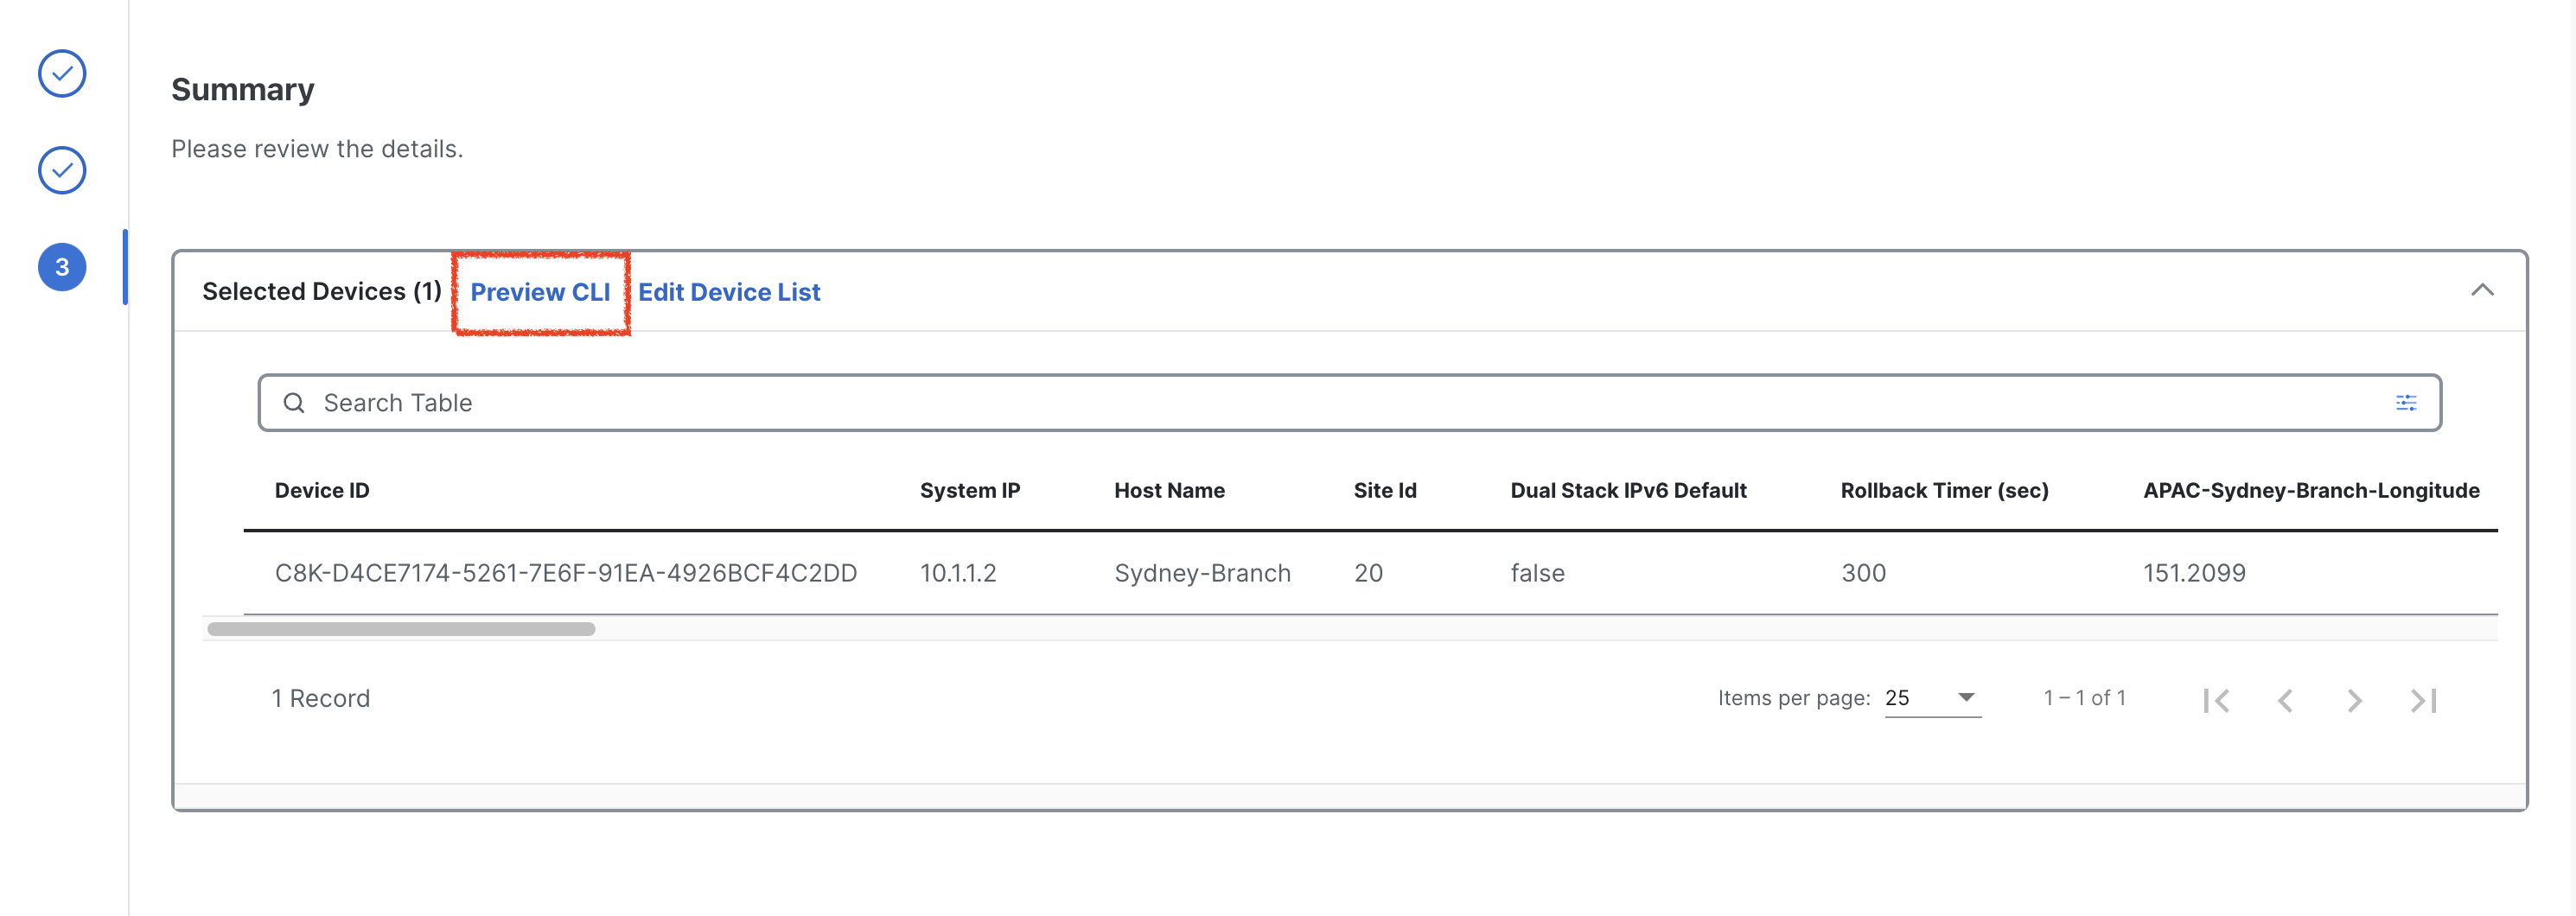 Summary
Please review the details.
3
Selected Devices (1) Preview CLI Edit Device List
Search Table
Device ID System IP Host Name Site Id Dual Stack IPv6 Default Rollback Timer (sec) APAC-Sydney-Branch-Longitude
C8K-D4CE7174-5261-7E6F-91EA-4926BCF4C2DD 10.1.1.2 Sydney-Branch 20 false 300 151.2099
1 Record Items per page: 25 1 – 1 of 1